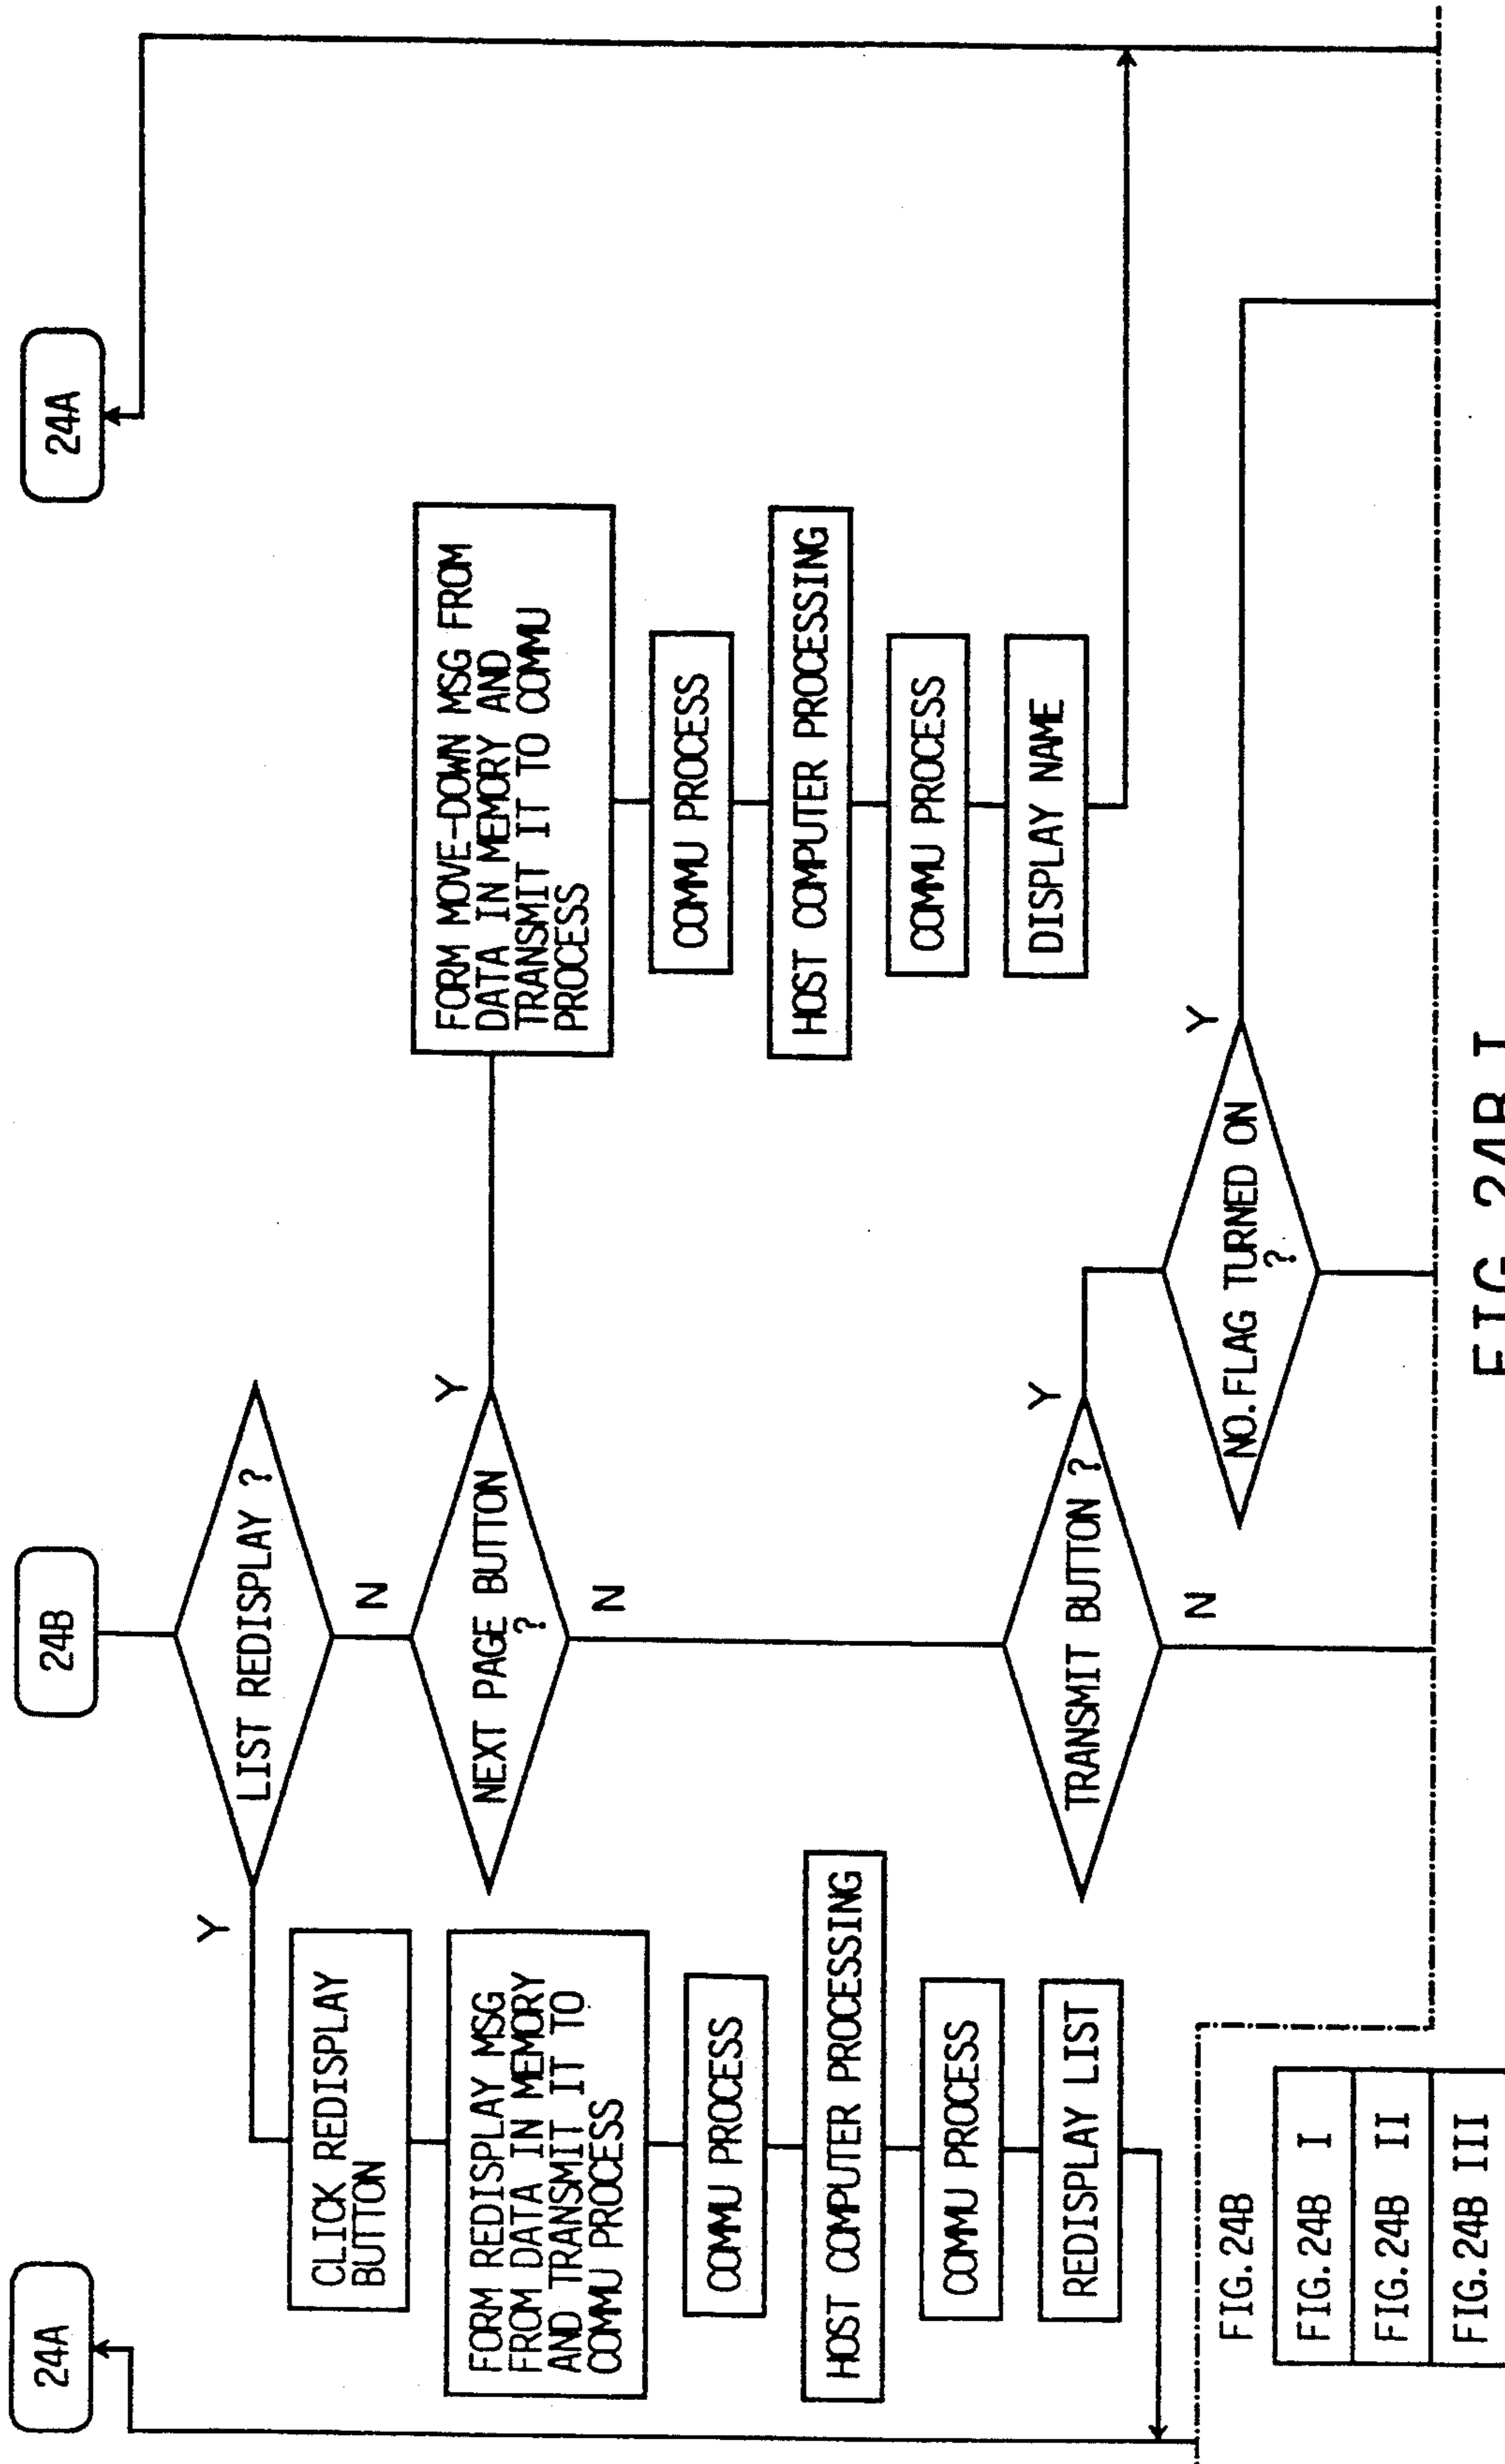 24A
24B
24A
LIST REDISPLAY ?
Y
N
CLICK REDISPLAY
BUTTON
FORM REDISPLAY MSG
FROM DATA IN MEMORY
AND TRANSMIT IT TO
COMMU PROCESS
COMMU PROCESS
HOST COMPUTER PROCESSING
COMMU PROCESS
REDISPLAY LIST
NEXT PAGE BUTTON
?
Y
N
FORM MOVE-DOWN MSG FROM
DATA IN MEMORY AND
TRANSMIT IT TO COMMU
PROCESS
COMMU PROCESS
HOST COMPUTER PROCESSING
COMMU PROCESS
DISPLAY NAME
TRANSMIT BUTTON ?
Y
N
NO.FLAG TURNED ON
?
Y
FIG.24B
FIG.24B I
FIG.24B II
FIG.24B III
FIG.24B I